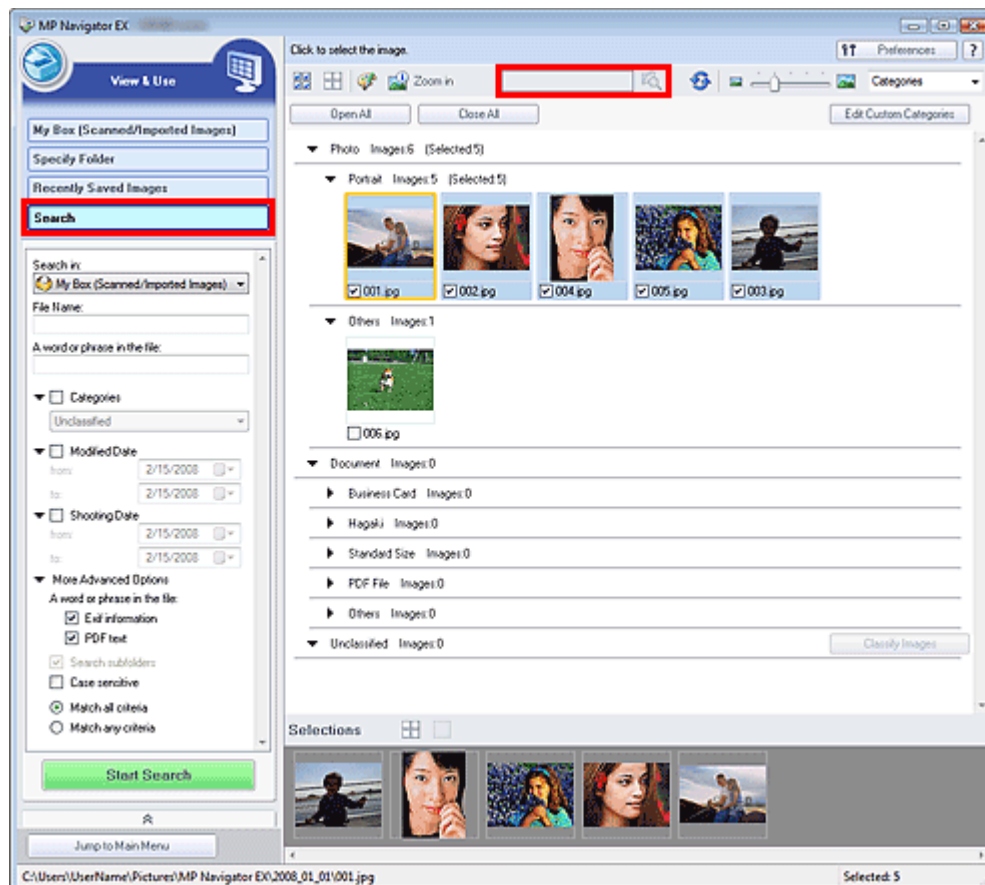 MP Navigator EX
Click to select the image.
Preferences
?
View & Use
Zoom in
Categories
Open All
Close All
Edit Custom Categories
My Box (Scanned/Imported Images)
Specify Folder
Recently Saved Images
Search
Photo Images:6 (Selected:5)
Portrait Images:5 (Selected:5)
001.jpg
002.jpg
004.jpg
005.jpg
003.jpg
Others Images:1
006.jpg
Document Images:0
Business Card Images:0
Hagaki Images:0
Standard Size Images:0
PDF File Images:0
Others Images:0
Unclassified Images:0
Classify Images
Search in:
My Box (Scanned/Imported Images)
File Name:
A word or phrase in the file:
Categories
Unclassified
Modified Date
from: 2/15/2008
to: 2/15/2008
Shooting Date
from: 2/15/2008
to: 2/15/2008
More Advanced Options
A word or phrase in the file:
Exif information
PDF text
Search subfolders
Case sensitive
Match all criteria
Match any criteria
Start Search
Jump to Main Menu
Selections
C:\Users\UserName\Pictures\MP Navigator EX\2008_01_01\001.jpg
Selected: 5